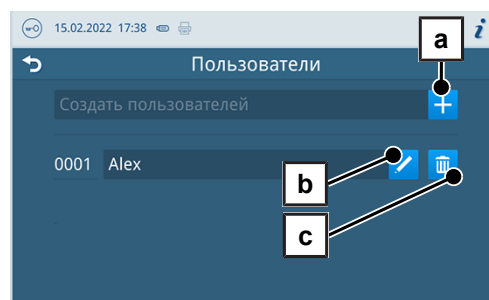 15.02.2022 17:38
a
i
Пользователи
Создать пользователей
0001 Alex
b
c